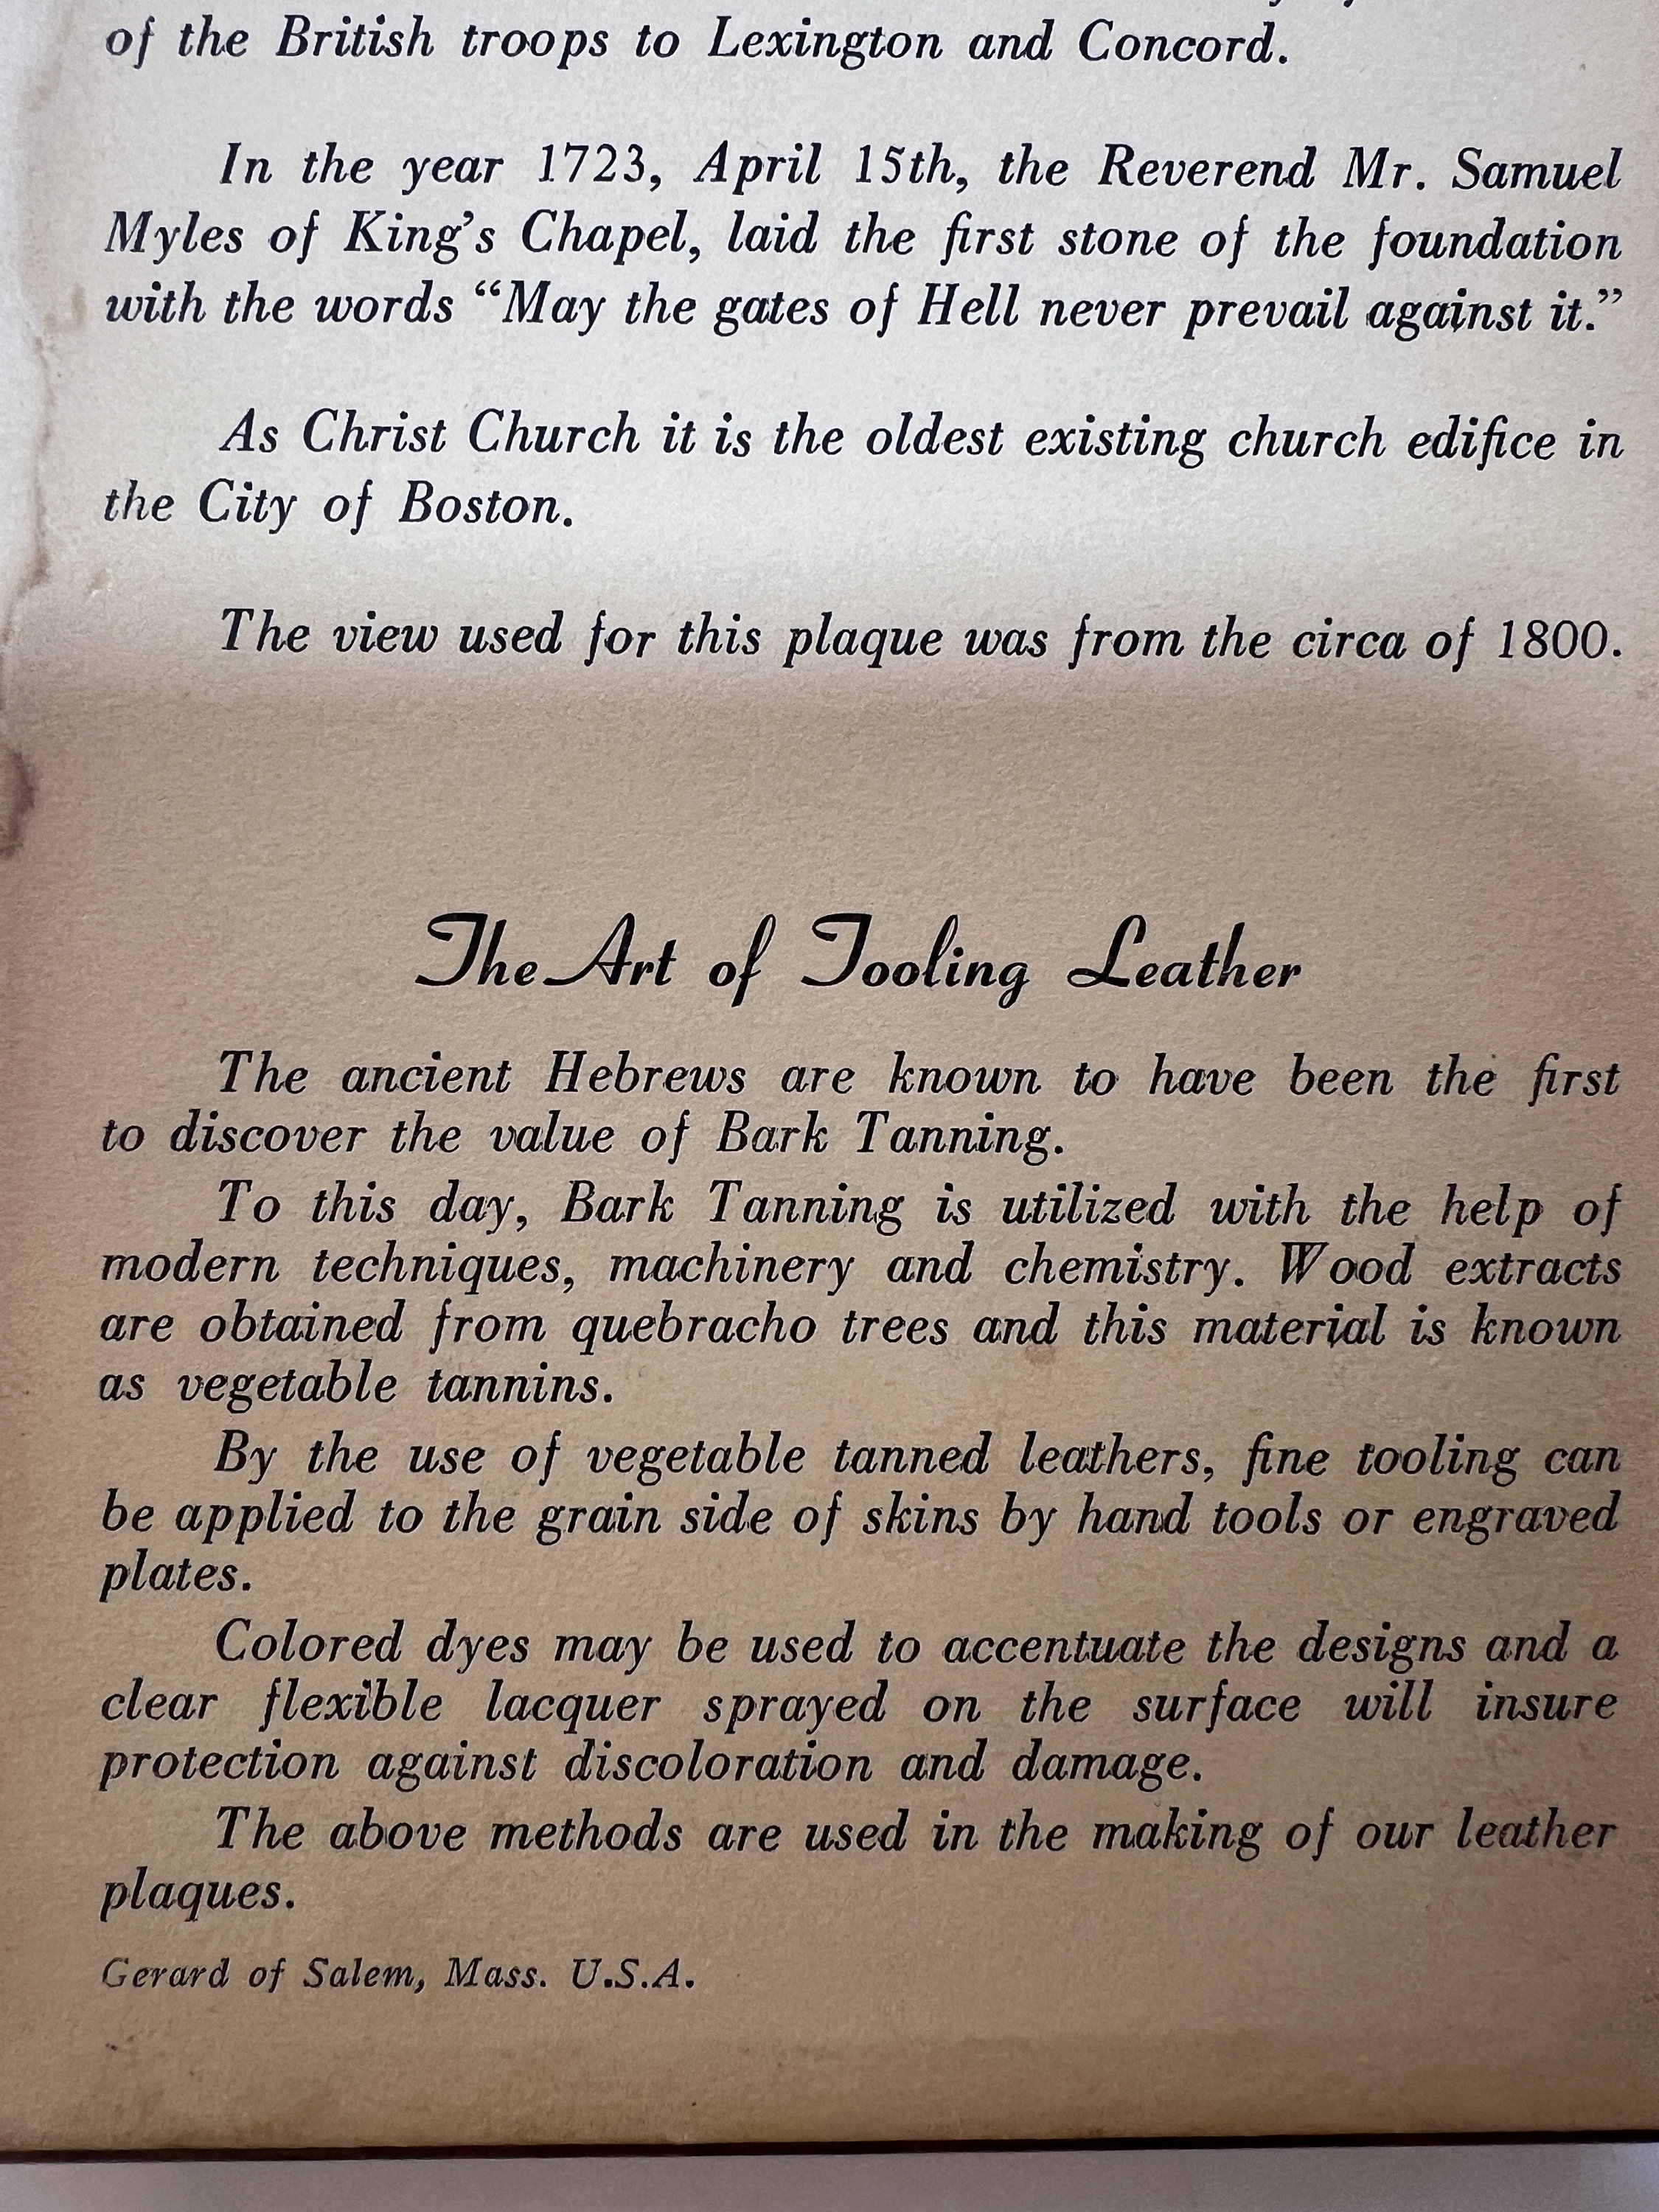 of the British troops to Lexington and Concord.
In the year 1723, April 15th, the Reverend Mr. Samuel
Myles of King's Chapel, laid the first stone of the foundation
with the words “May the gates of Hell never prevail against it.”
As Christ Church it is the oldest existing church edifice in
the City of Boston.
The view used for this plaque was from the circa of 1800.
The Art of Tooling Leather
The ancient Hebrews are known to have been the first
to discover the value of Bark Tanning.
To this day, Bark Tanning is utilized with the help of
modern techniques, machinery and chemistry. Wood extracts
are obtained from quebracho trees and this material is known
as vegetable tannins.
By the use of vegetable tanned leathers, fine tooling can
be applied to the grain side of skins by hand tools or engraved
plates.
Colored dyes may be used to accentuate the designs and a
clear flexible lacquer sprayed on the surface will insure
protection against discoloration and damage.
The above methods are used in the making of our leather
plaques.
Gerard of Salem, Mass. U.S.A.